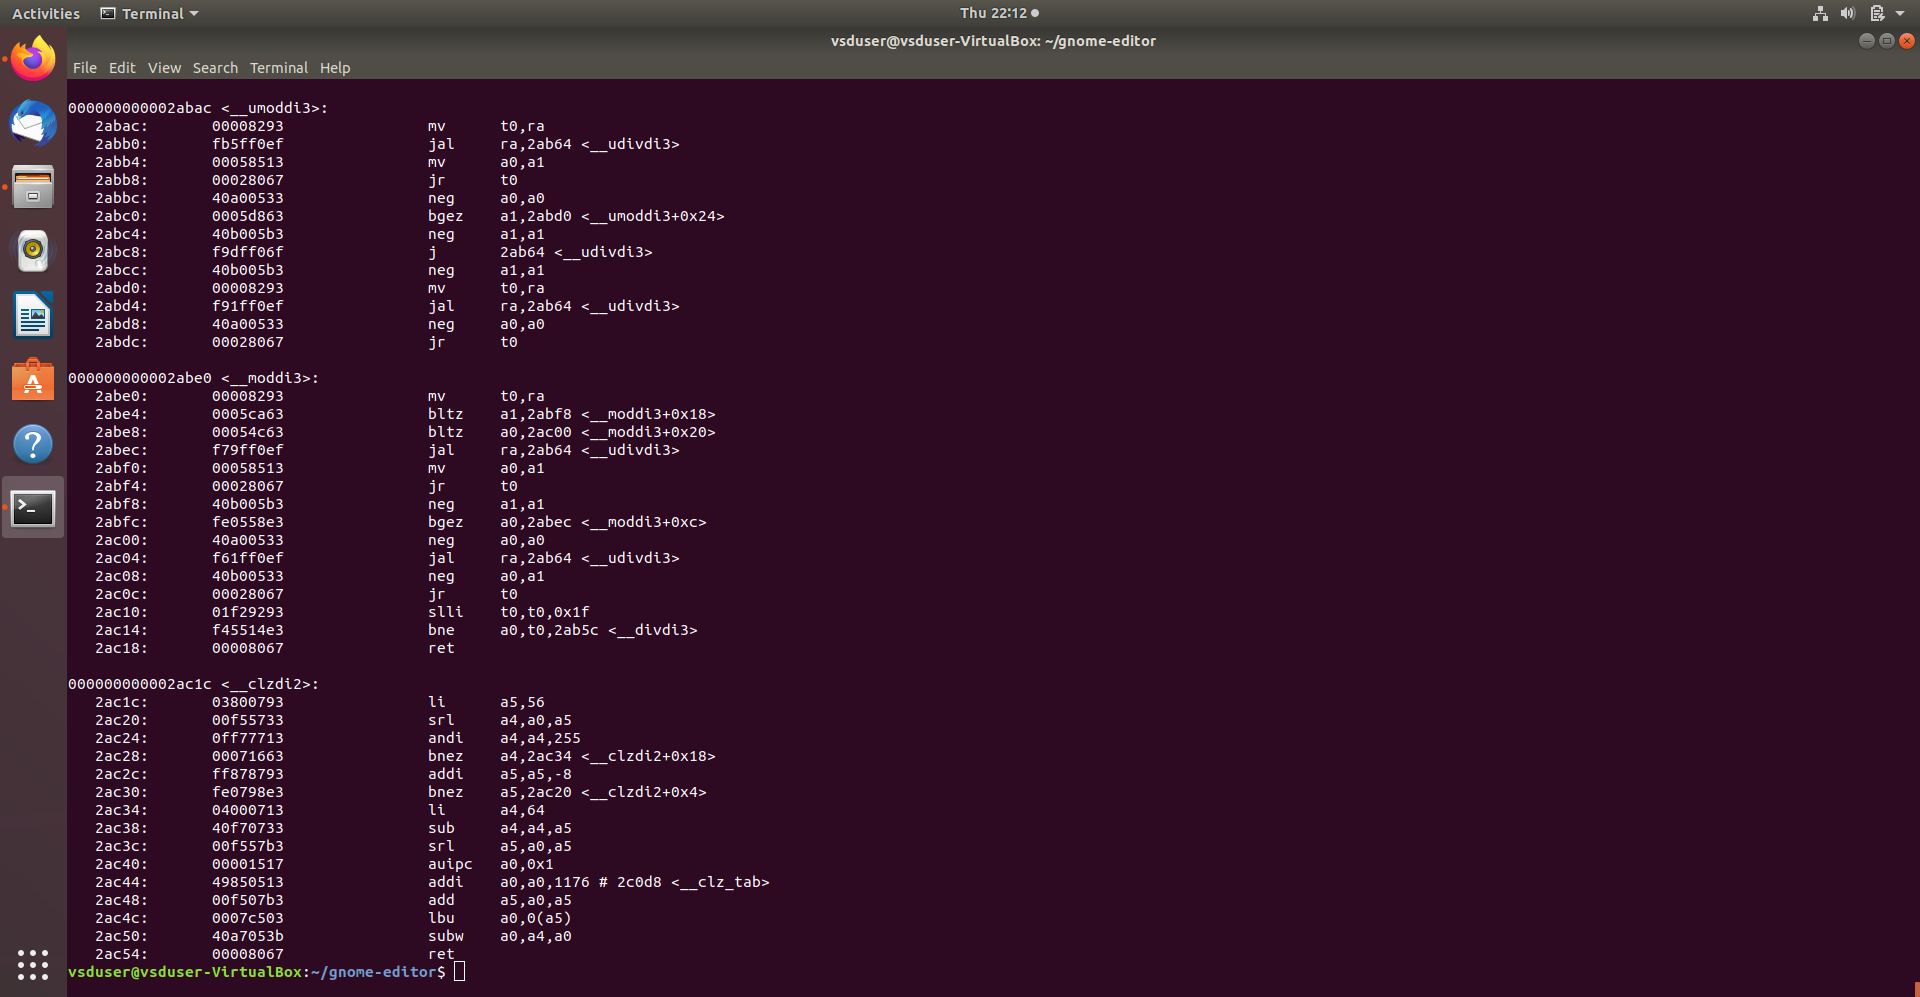 Activities Terminal Thu 22:12
vsduser@vsduser-VirtualBox: ~/gnome-editor
File Edit View Search Terminal Help
000000000002abac <__umoddi3>:
2abac: 00008293 mv t0,ra
2abb0: fb5ff0ef jal ra,2ab64 <__udivdi3>
2abb4: 00058513 mv a0,a1
2abb8: 00028067 jr t0
2abbc: 40a00533 neg a0,a0
2abc0: 0005d863 bgez a1,2abd0 <__umoddi3+0x24>
2abc4: 40b005b3 neg a1,a1
2abc8: f9dff06f j 2ab64 <__udivdi3>
2abcc: 40b005b3 neg a1,a1
2abd0: 00008293 mv t0,ra
2abd4: f91ff0ef jal ra,2ab64 <__udivdi3>
2abd8: 40a00533 neg a0,a0
2abdc: 00028067 jr t0
000000000002abe0 <__moddi3>:
2abe0: 00008293 mv t0,ra
2abe4: 0005ca63 bltz a1,2abf8 <__moddi3+0x18>
2abe8: 00054c63 bltz a0,2ac00 <__moddi3+0x20>
2abec: f79ff0ef jal ra,2ab64 <__udivdi3>
2abf0: 00058513 mv a0,a1
2abf4: 00028067 jr t0
2abf8: 40b005b3 neg a1,a1
2abfc: fe0558e3 bgez a0,2abec <__moddi3+0xc>
2ac00: 40a00533 neg a0,a0
2ac04: f61ff0ef jal ra,2ab64 <__udivdi3>
2ac08: 40b00533 neg a0,a1
2ac0c: 00028067 jr t0
2ac10: 01f29293 slli t0,t0,0x1f
2ac14: f45514e3 bne a0,t0,2ab5c <__divdi3>
2ac18: 00008067 ret
000000000002ac1c <__clzdi2>:
2ac1c: 03800793 li a5,56
2ac20: 00f55733 srl a4,a0,a5
2ac24: 0ff77713 andi a4,a4,255
2ac28: 00071663 bnez a4,2ac34 <__clzdi2+0x18>
2ac2c: ff878793 addi a5,a5,-8
2ac30: fe0798e3 bnez a5,2ac20 <__clzdi2+0x4>
2ac34: 04000713 li a4,64
2ac38: 40f70733 sub a4,a4,a5
2ac3c: 00f557b3 srl a5,a0,a5
2ac40: 00001517 auipc a0,0x1
2ac44: 49850513 addi a0,a0,1176 # 2c0d8 <__clz_tab>
2ac48: 00f507b3 add a5,a0,a5
2ac4c: 0007c503 lbu a0,0(a5)
2ac50: 40a7053b subw a0,a4,a0
2ac54: 00008067 ret
vsduser@vsduser-VirtualBox:~/gnome-editor$